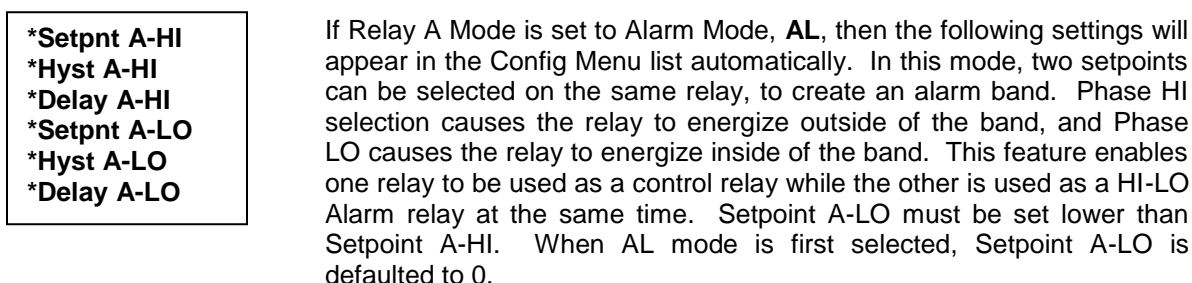 *Setpnt A-HI
*Hyst A-HI
*Delay A-HI
*Setpnt A-LO
*Hyst A-LO
*Delay A-LO
If Relay A Mode is set to Alarm Mode, AL, then the following settings will
appear in the Config Menu list automatically. In this mode, two setpoints
can be selected on the same relay, to create an alarm band. Phase HI
selection causes the relay to energize outside of the band, and Phase
LO causes the relay to energize inside of the band. This feature enables
one relay to be used as a control relay while the other is used as a HI-LO
Alarm relay at the same time. Setpoint A-LO must be set lower than
Setpoint A-HI. When AL mode is first selected, Setpoint A-LO is
defaulted to 0.